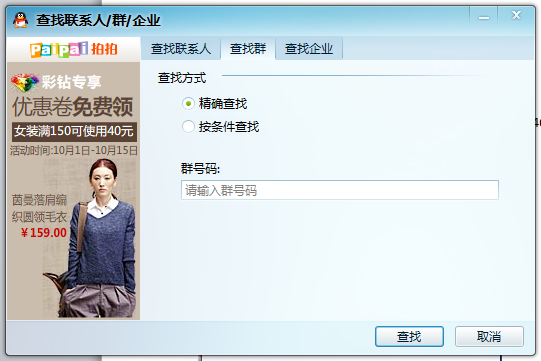 查找联系人/群/企业
PaiPai 拍拍
查找联系人 查找群 查找企业
彩钻专享
优惠卷免费领
女装满150可使用40元
活动时间:10月1日-10月15日
茵曼落肩编
织圆领毛衣
￥159.00
查找方式
精确查找
按条件查找
群号码:
请输入群号码
查找 取消